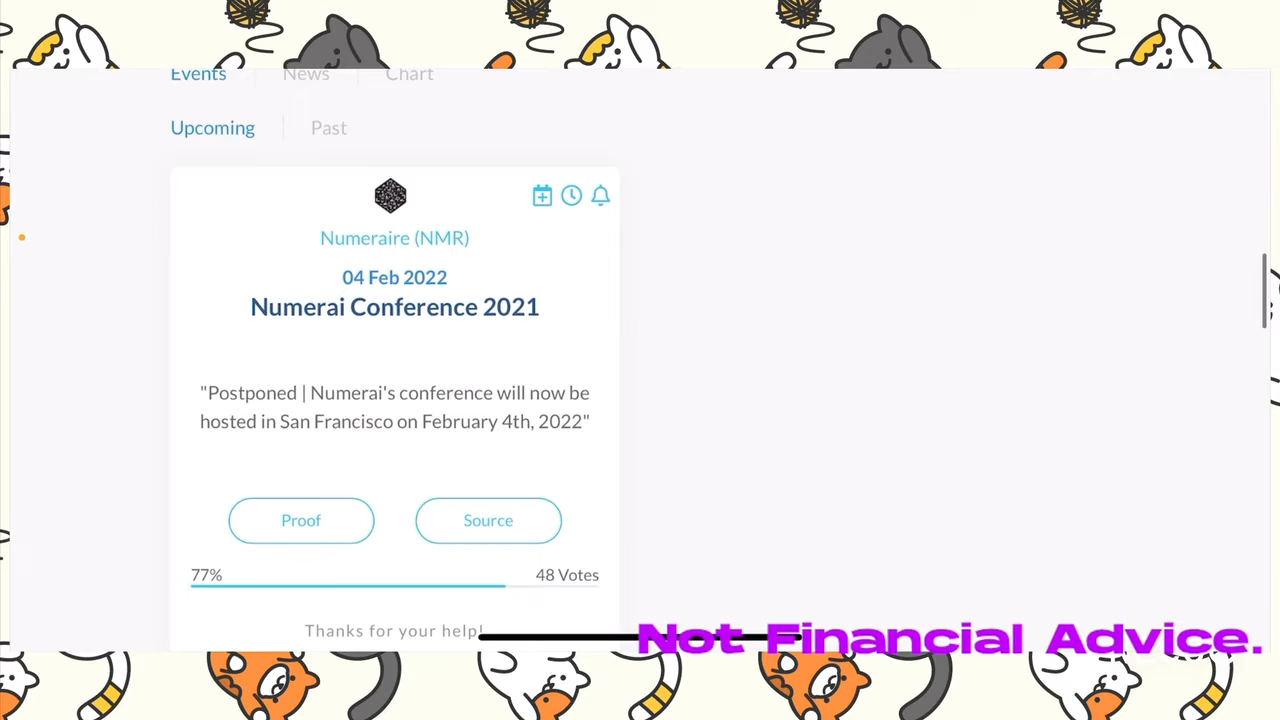 Events News Chart
Upcoming Past
Numeraire (NMR)
04 Feb 2022
Numerai Conference 2021
"Postponed | Numerai's conference will now be
hosted in San Francisco on February 4th, 2022"
Proof Source
77% 48 Votes
Thanks for your help!
Not Financial Advice.